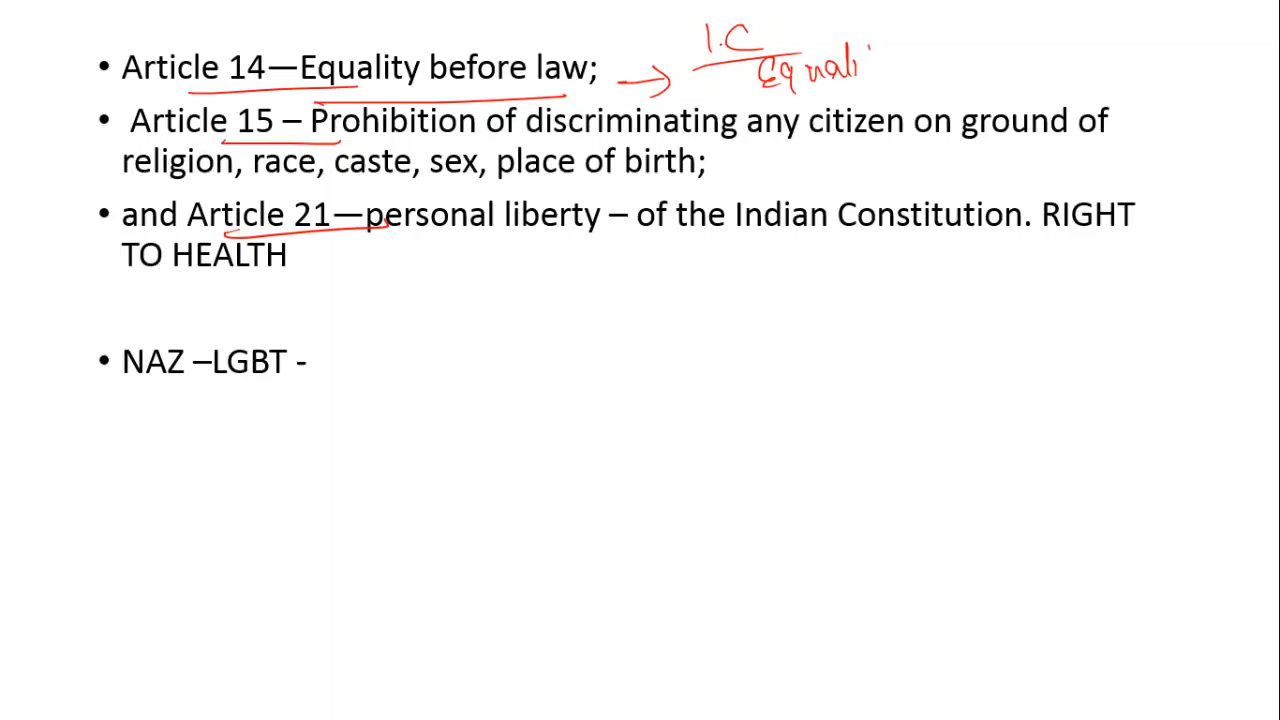 I.C
• Article 14—Equality before law; → Equali
• Article 15 – Prohibition of discriminating any citizen on ground of
religion, race, caste, sex, place of birth;
• and Article 21—personal liberty – of the Indian Constitution. RIGHT
TO HEALTH
• NAZ –LGBT -